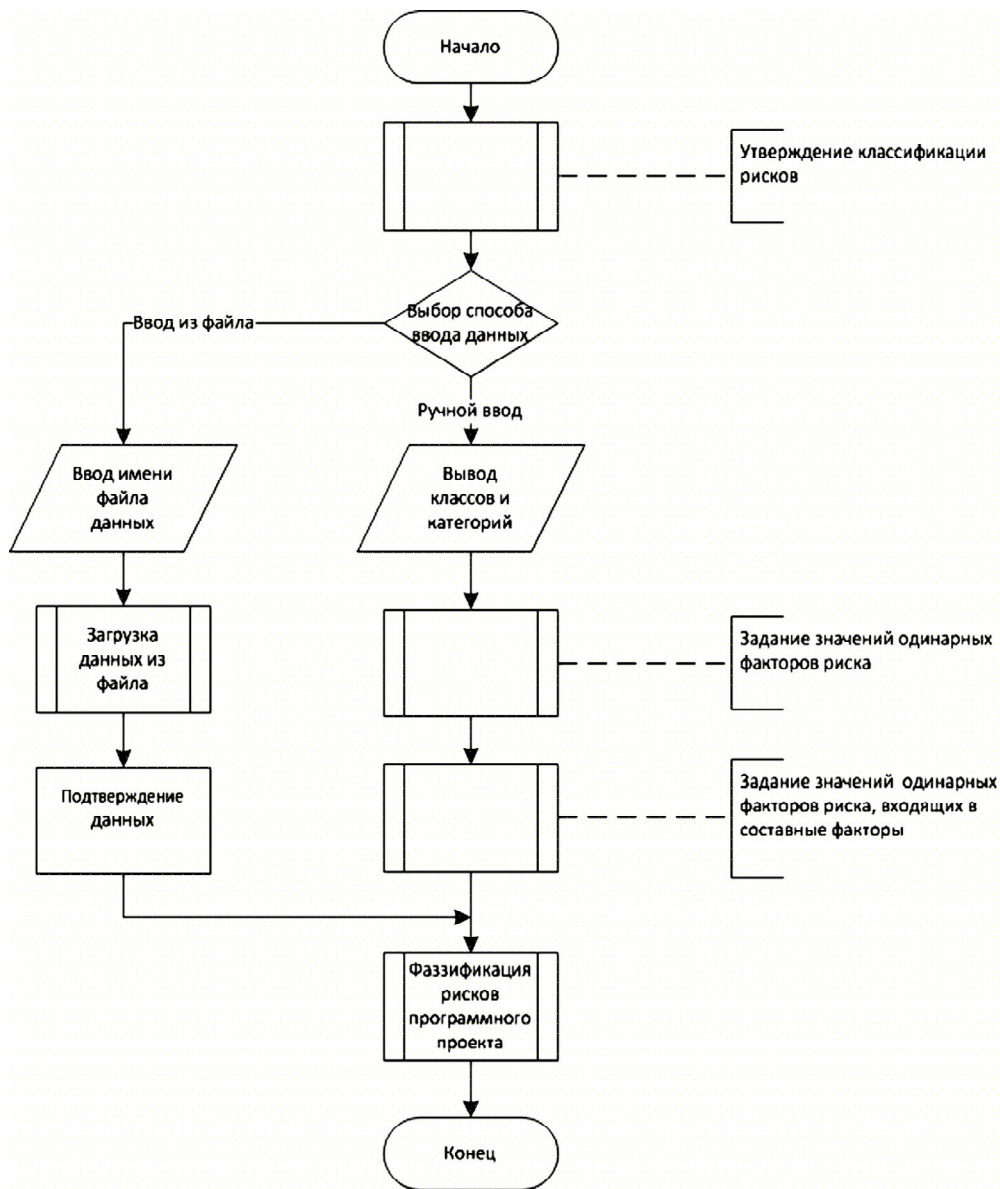 Начало
Утверждение классификации
рисков
Выбор способа
ввода данных
Ввод из файла
Ручной ввод
Ввод имени
файла
данных
Вывод
классов и
категорий
Загрузка
данных из
файла
Задание значений одинарных
факторов риска
Подтверждение
данных
Задание значений одинарных
факторов риска, входящих в
составные факторы
Фаззификация
рисков
программного
проекта
Конец